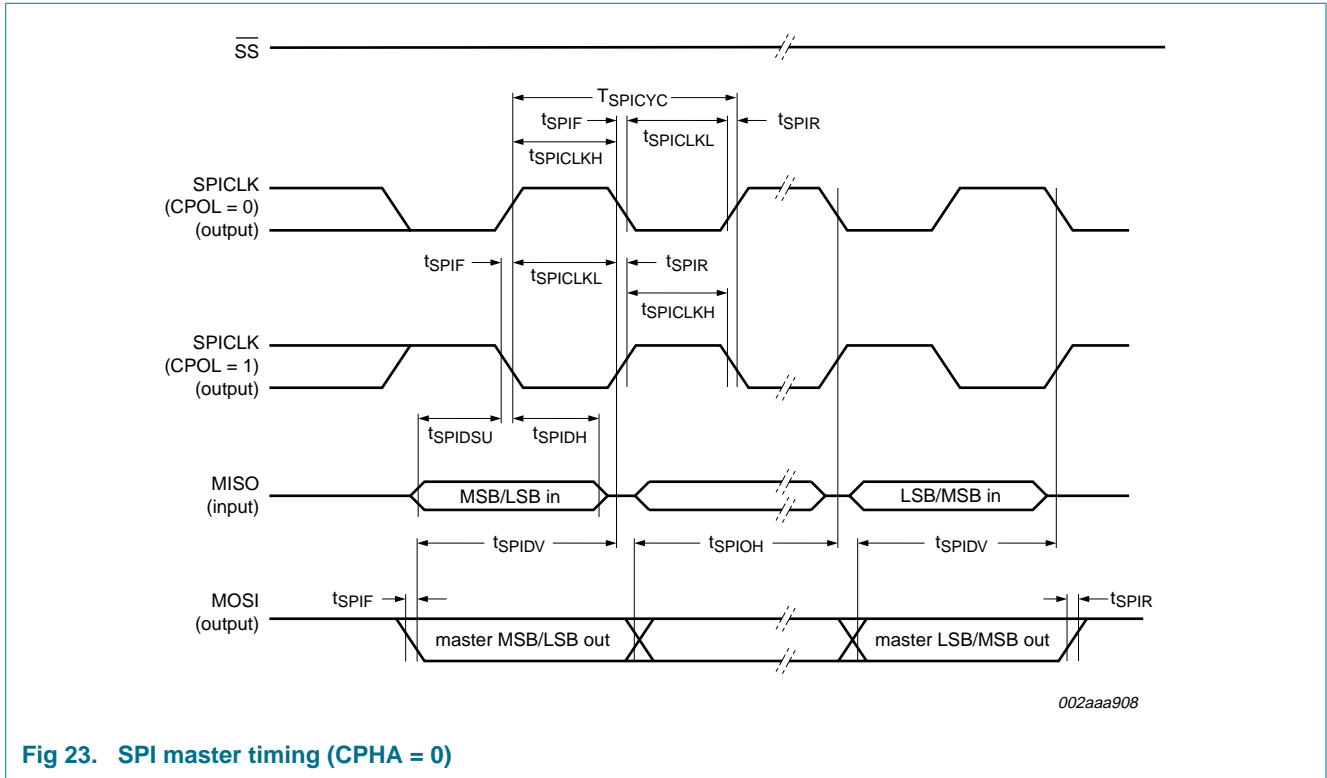 SS
TSPICYC
tSPIF
tSPICLKL
tSPIR
tSPICLKH
SPICLK
(CPOL = 0)
(output)
tSPIF
tSPICLKL
tSPIR
tSPICLKH
SPICLK
(CPOL = 1)
(output)
tSPIDSU
tSPIDH
MISO
(input)
MSB/LSB in
LSB/MSB in
tSPIDV
tSPIOH
tSPIDV
MOSI
(output)
tSPIF
tSPIR
master MSB/LSB out
master LSB/MSB out
002aaa908
Fig 23. SPI master timing (CPHA = 0)